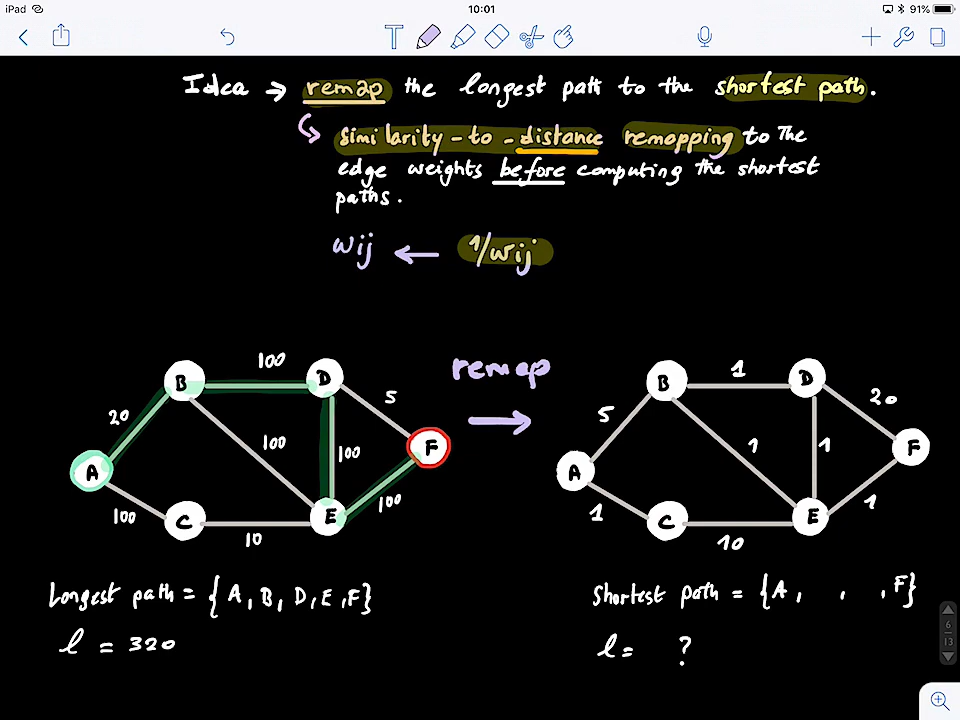 iPad 10:01 91%
T
Idea → remap the longest path to the shortest path.
similarity-to-distance remapping to the
edge weights before computing the shortest
paths.
wij ← 1/wij
remap →
100
B D
20 5
100 100 F
A
100 100
C E
10
Longest path = {A, B, D, E, F}
l = 320
1
B D
5 20
1 1 F
A
1 1
C E
10
Shortest path = {A, , , F}
l = ?
6
13